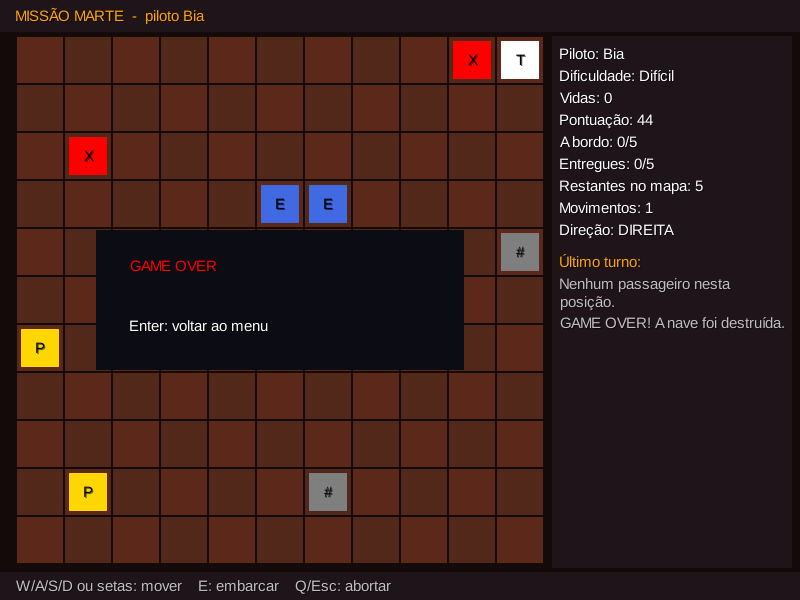 MISSÃO MARTE - piloto Bia
X T
X
E E
#
P
P #
GAME OVER
Enter: voltar ao menu
Piloto: Bia
Dificuldade: Difícil
Vidas: 0
Pontuação: 44
A bordo: 0/5
Entregues: 0/5
Restantes no mapa: 5
Movimentos: 1
Direção: DIREITA
Último turno:
Nenhum passageiro nesta
posição.
GAME OVER! A nave foi destruída.
W/A/S/D ou setas: mover E: embarcar Q/Esc: abortar